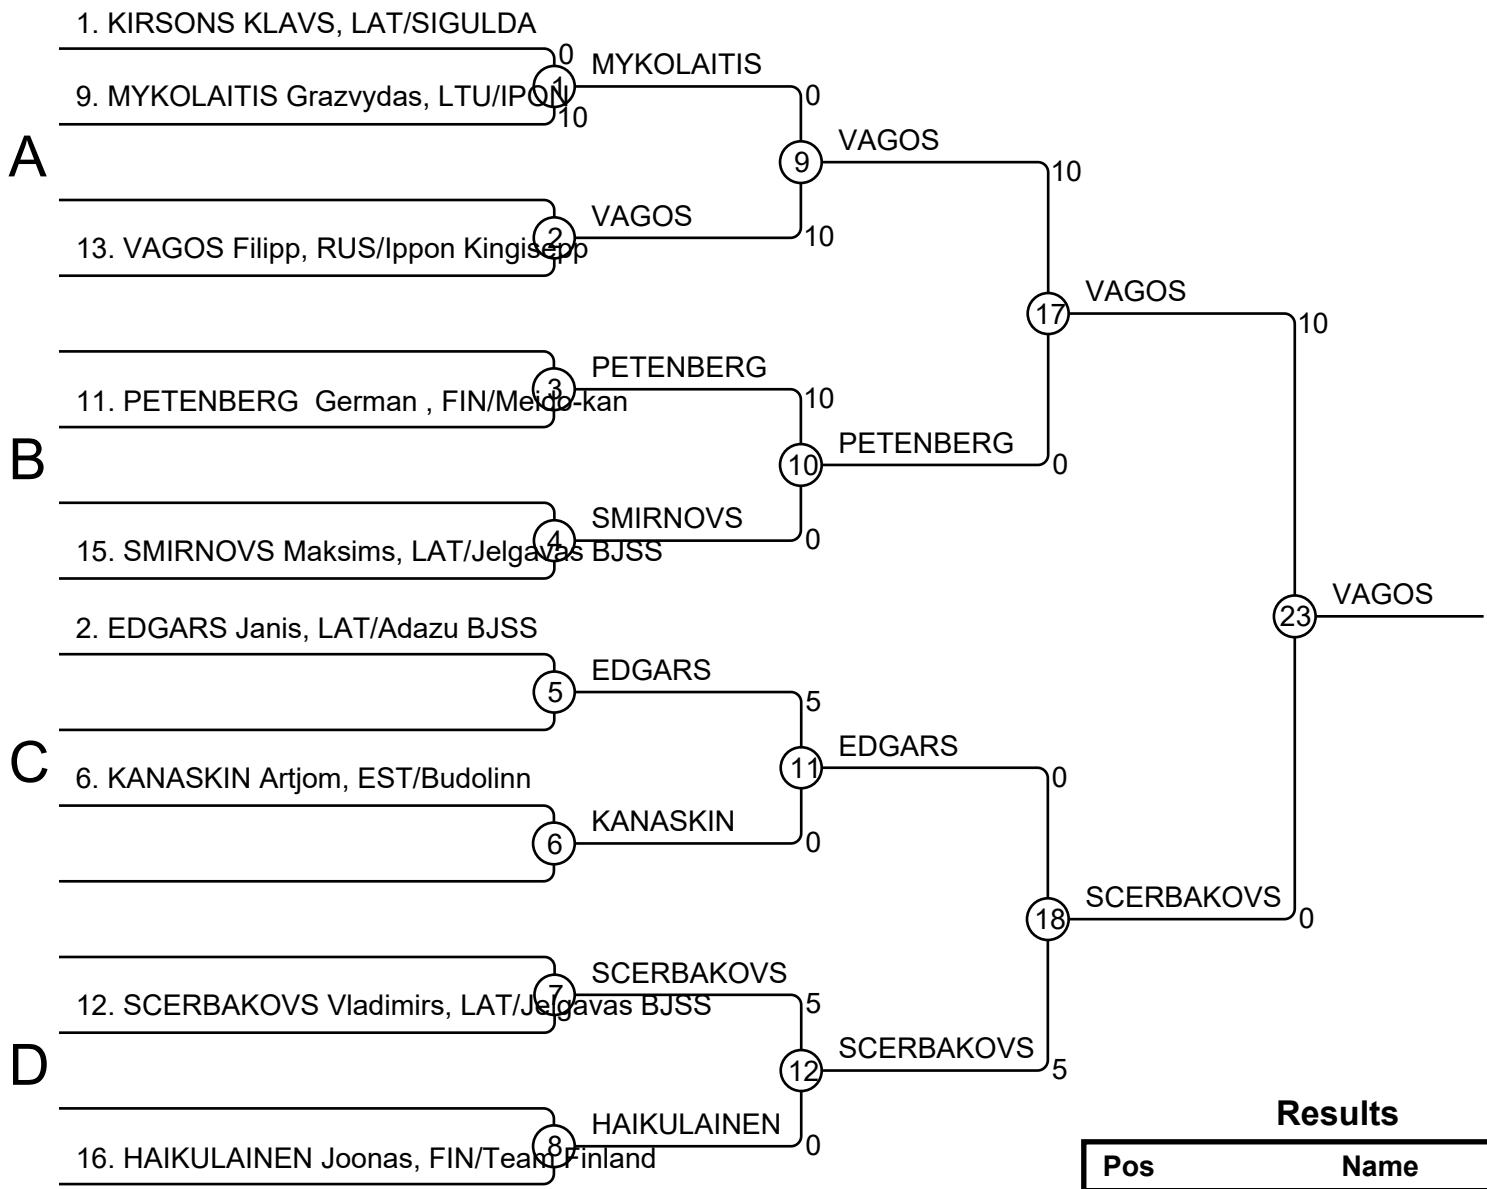 1. KIRSONS KLAVS, LAT/SIGULDA
0
MYKOLAITIS
1
9. MYKOLAITIS Grazvydas, LTU/IPON
10
0
A
VAGOS
9
10
VAGOS
2
10
13. VAGOS Filipp, RUS/Ippon Kingisepp
VAGOS
17
10
PETENBERG
3
10
11. PETENBERG  German , FIN/Meido-kan
B
PETENBERG
10
0
SMIRNOVS
4
0
15. SMIRNOVS Maksims, LAT/Jelgavas BJSS
VAGOS
23
2. EDGARS Janis, LAT/Adazu BJSS
EDGARS
5
5
C
EDGARS
11
0
6. KANASKIN Artjom, EST/Budolinn
KANASKIN
6
0
SCERBAKOVS
18
0
SCERBAKOVS
7
5
12. SCERBAKOVS Vladimirs, LAT/Jelgavas BJSS
D
SCERBAKOVS
12
5
HAIKULAINEN
8
0
16. HAIKULAINEN Joonas, FIN/Team Finland
Results
Pos Name